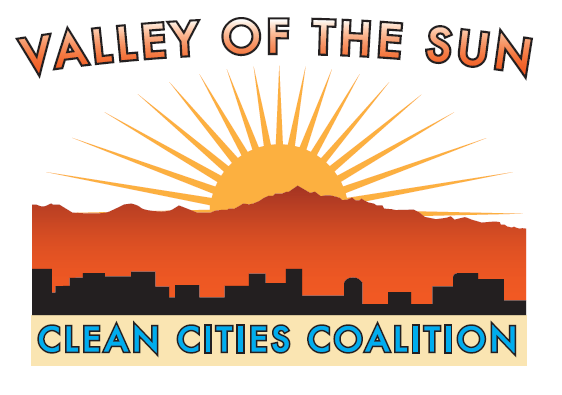 VALLEY OF THE SUN
CLEAN CITIES COALITION